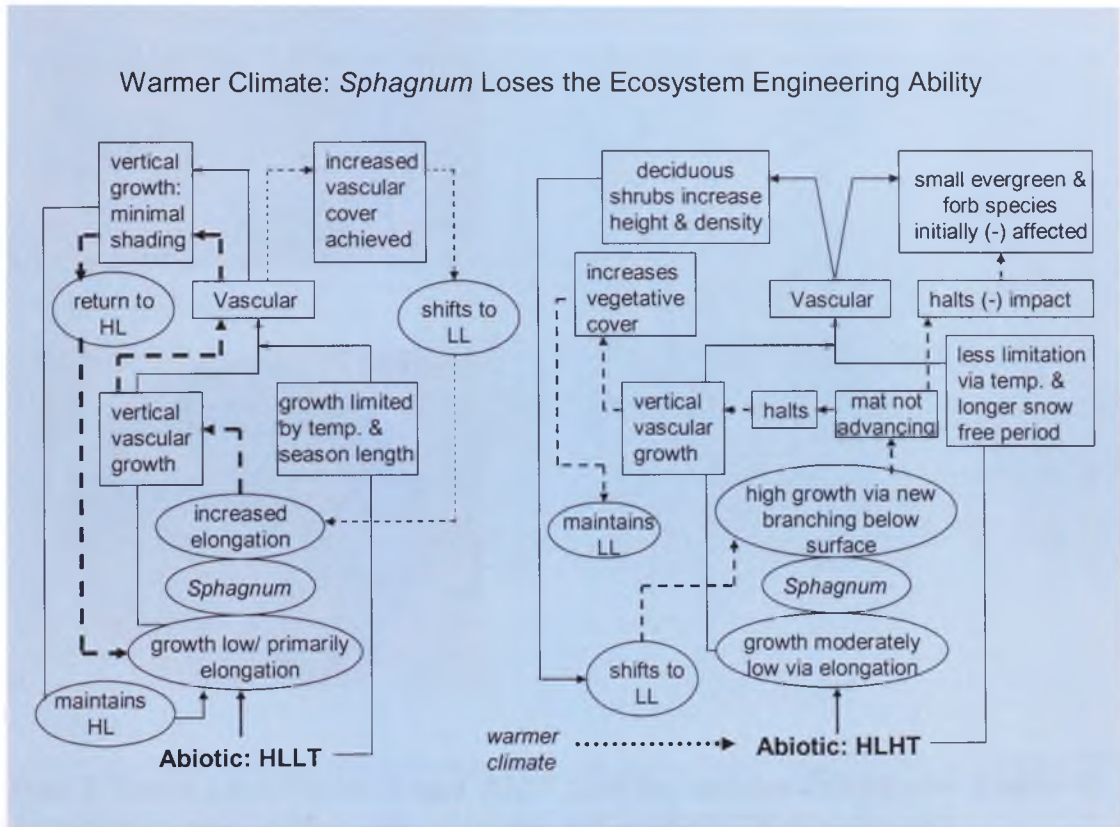 Warmer Climate: Sphagnum Loses the Ecosystem Engineering Ability
vertical
growth:
minimal
shading
increased
vascular
cover
achieved
return to
HL
Vascular
shifts to
LL
vertical
vascular
growth
growth limited
by temp. &
season length
increased
elongation
Sphagnum
growth low/ primarily
elongation
maintains
HL
Abiotic: HLLT
deciduous
shrubs increase
height & density
small evergreen &
forb species
initially (-) affected
increases
vegetative
cover
Vascular
halts (-) impact
less limitation
via temp. &
longer snow
free period
vertical
vascular
growth
halts
mat not
advancing
maintains
LL
high growth via new
branching below
surface
Sphagnum
growth moderately
low via elongation
shifts to
LL
warmer
climate
Abiotic: HLHT